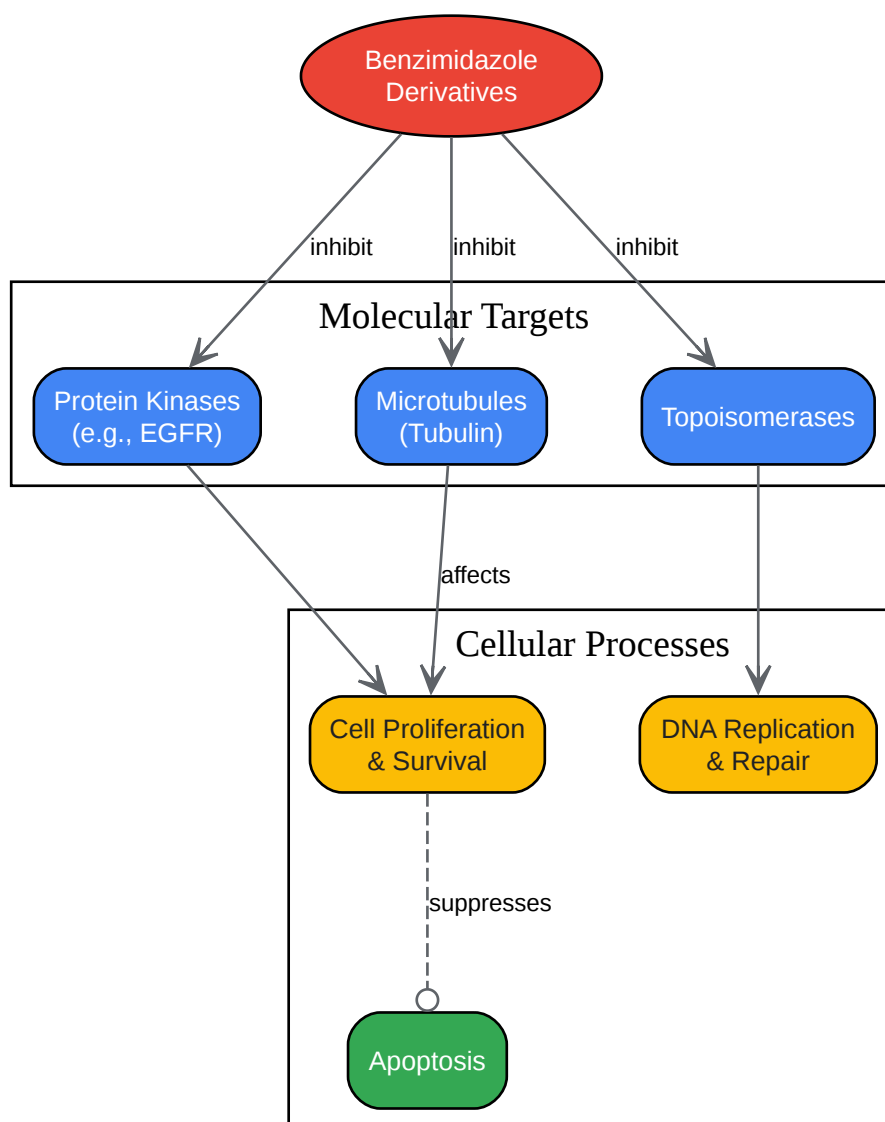 Benzimidazole
Derivatives
inhibit
inhibit
inhibit
Molecular Targets
Protein Kinases
(e.g., EGFR)
Microtubules
(Tubulin)
Topoisomerases
affects
Cellular Processes
Cell Proliferation
& Survival
DNA Replication
& Repair
suppresses
Apoptosis